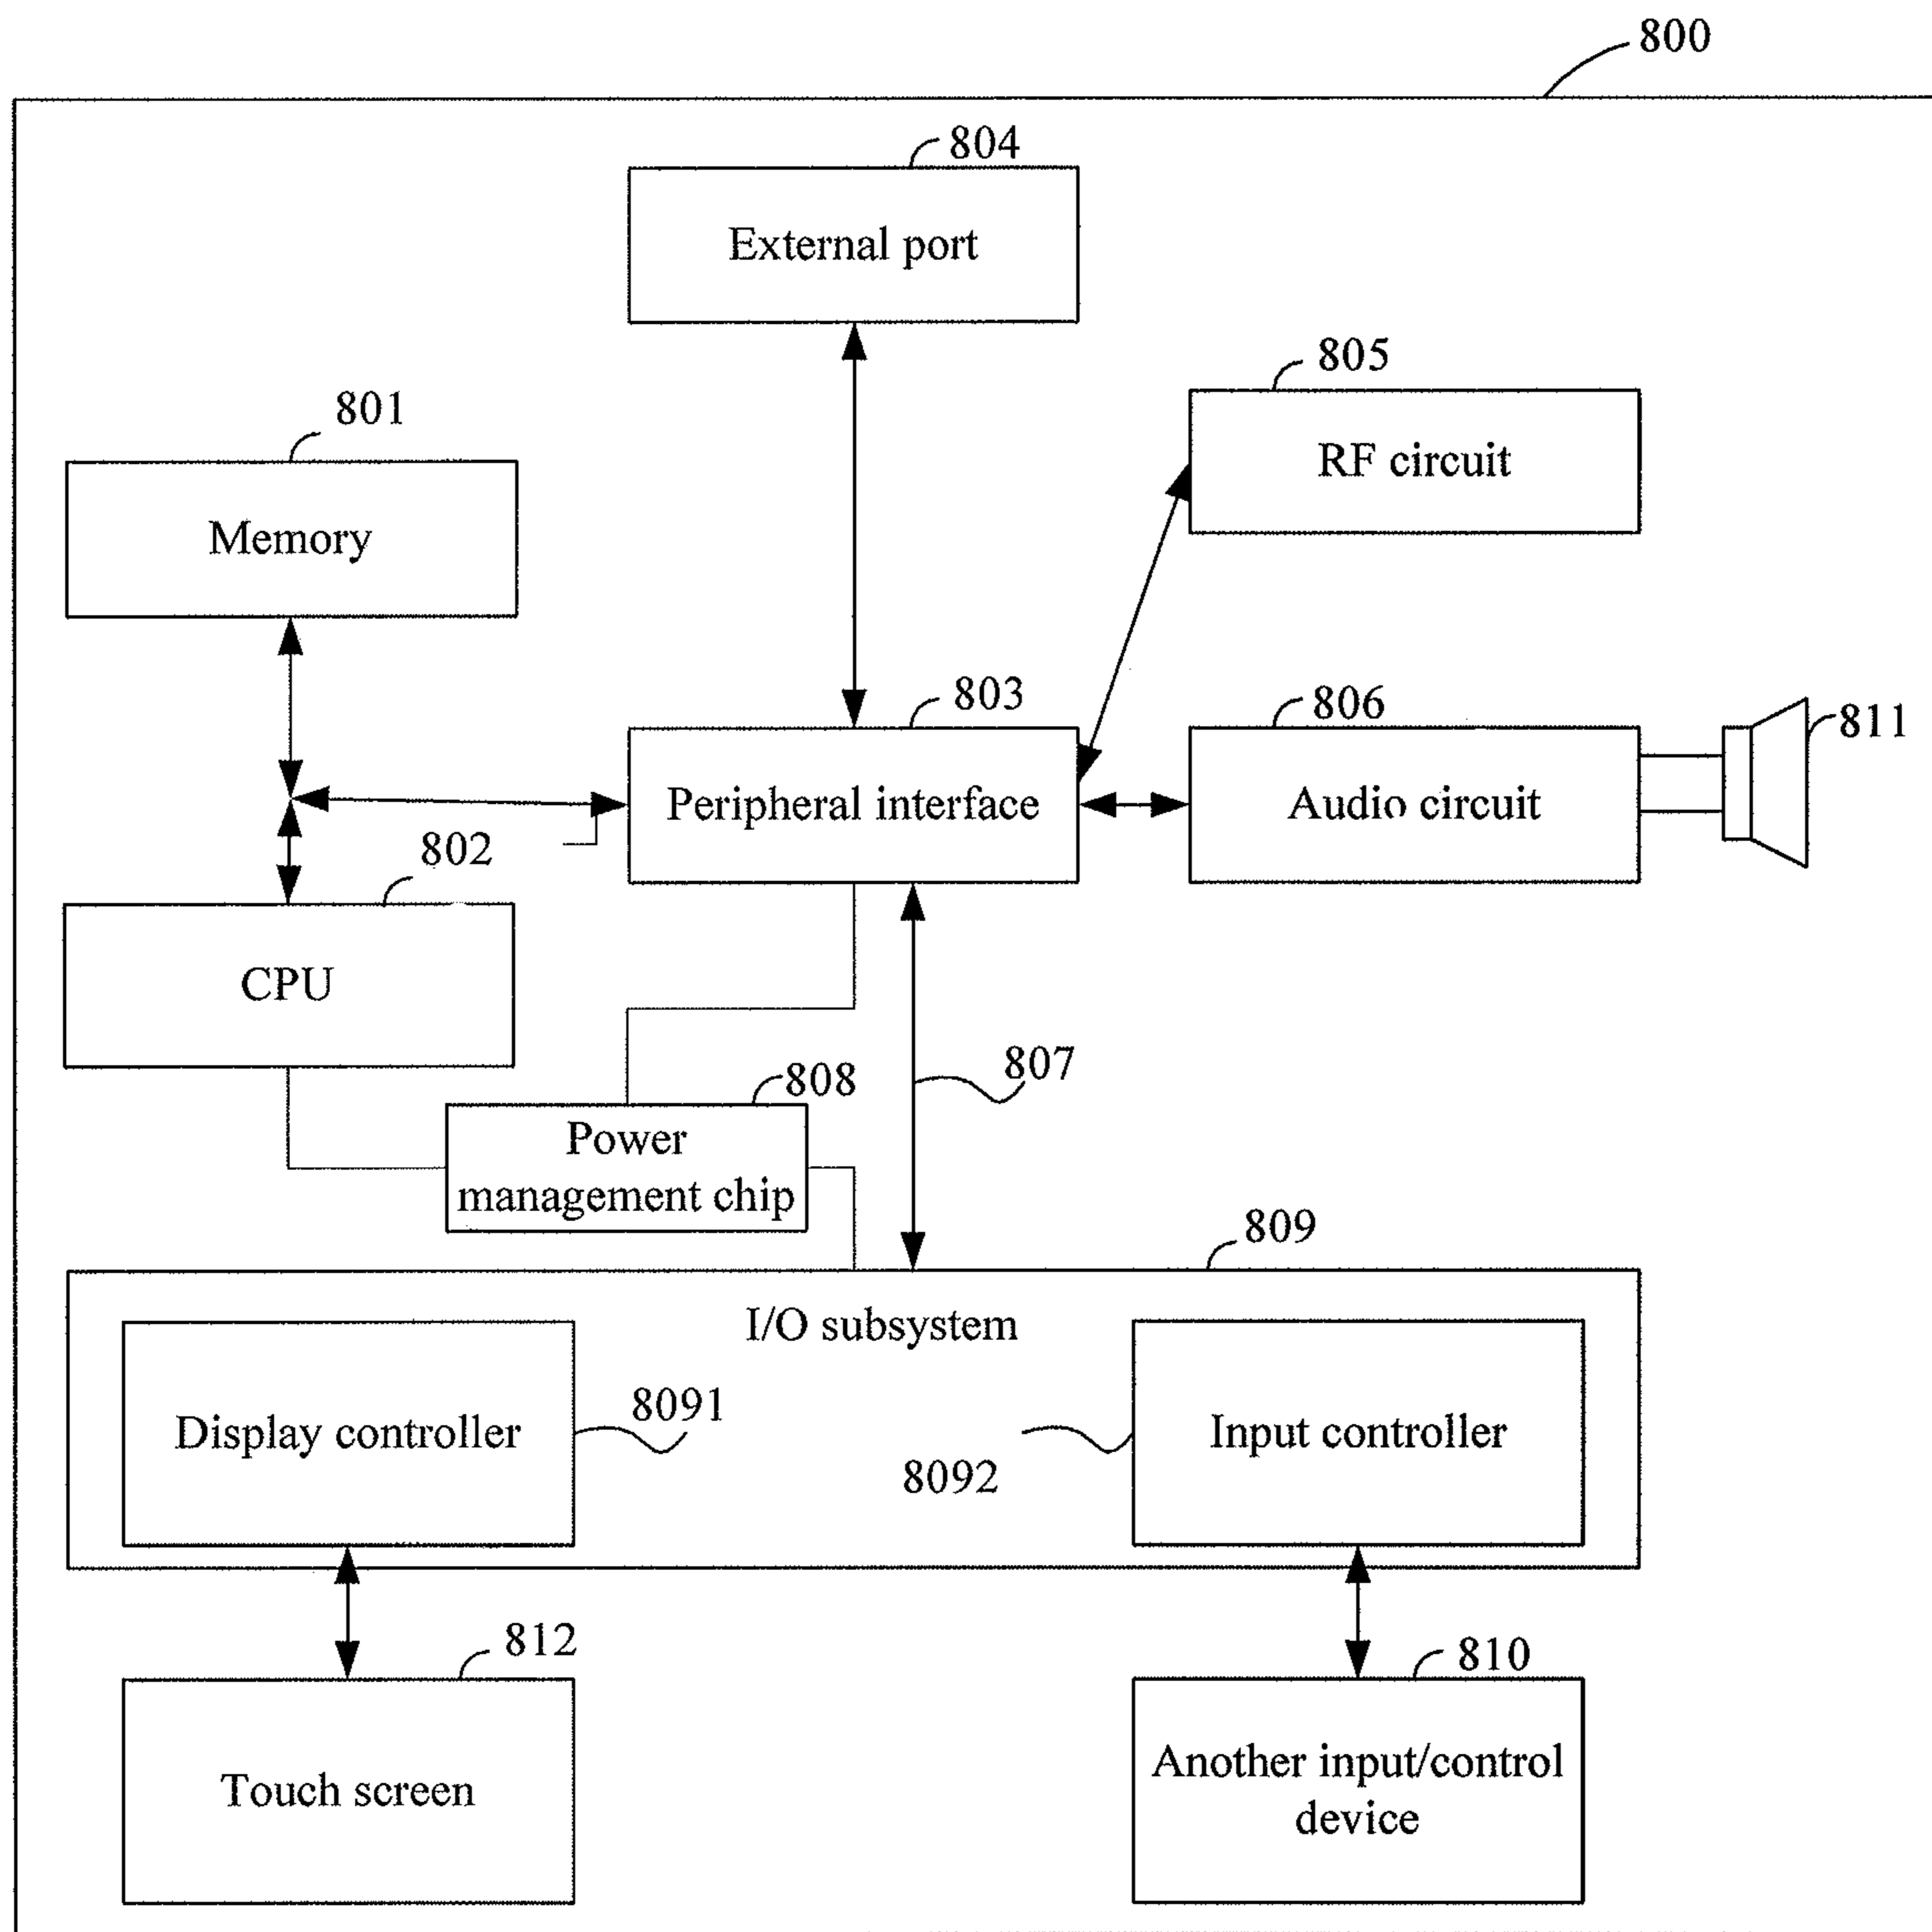 800
804
External port
805
RF circuit
801
Memory
803
Peripheral interface
806
Audio circuit
811
802
CPU
807
808
Power
management chip
809
I/O subsystem
Display controller
8091
8092
Input controller
812
Touch screen
810
Another input/control
device